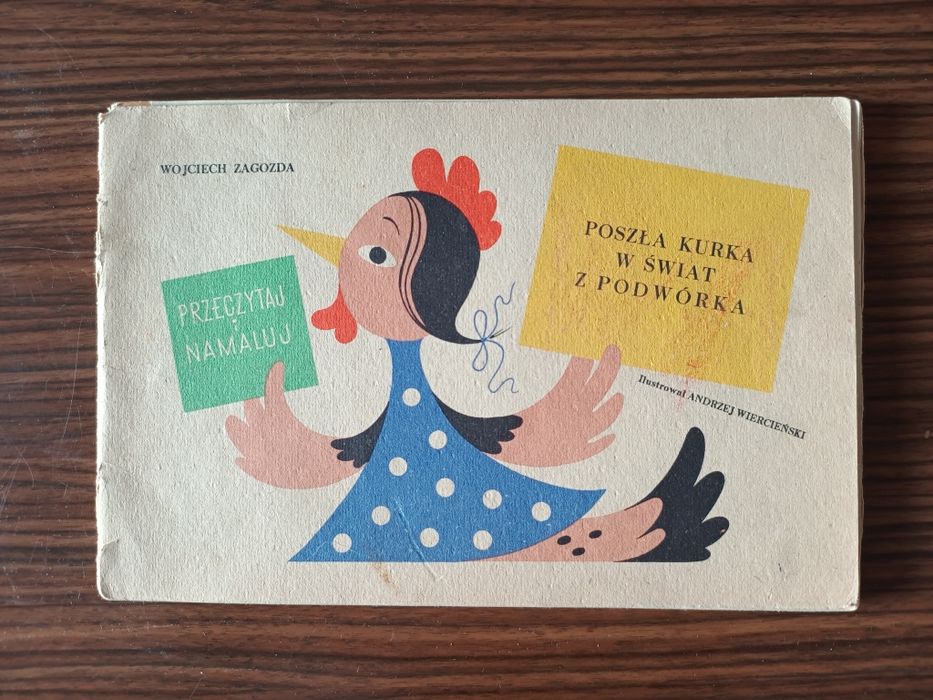 WOJCIECH ZAGOZDA
PRZECZYTAJ
i
NAMALUJ
POSZŁA KURKA
W ŚWIAT
Z PODWÓRKA
Ilustrował ANDRZEJ WIERCIEŃSKI